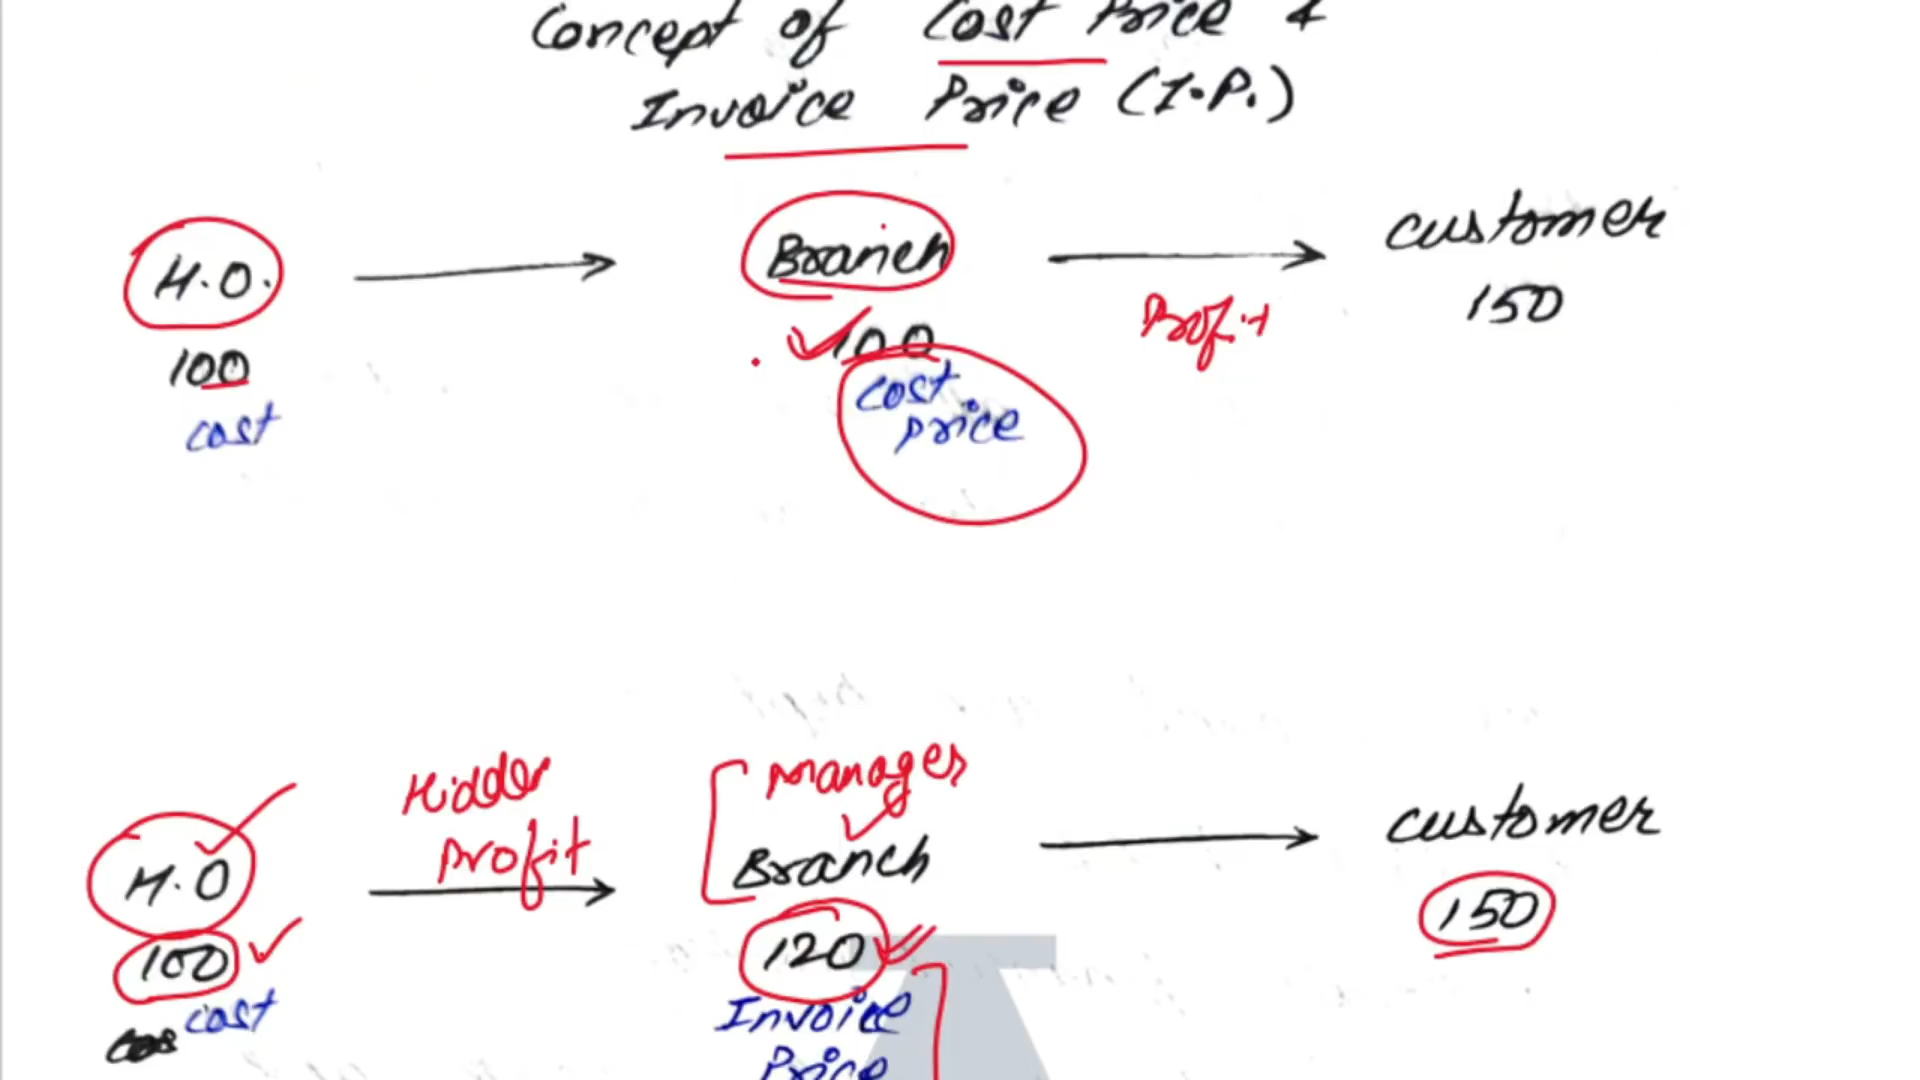 Concept of Cost Price &
Invoice Price (I.P.)
H.O. Branch customer
100 100 Profit 150
cost cost
price
Hidden Manager
Profit
H.O Branch customer
100 120 150
cost Invoice
Price